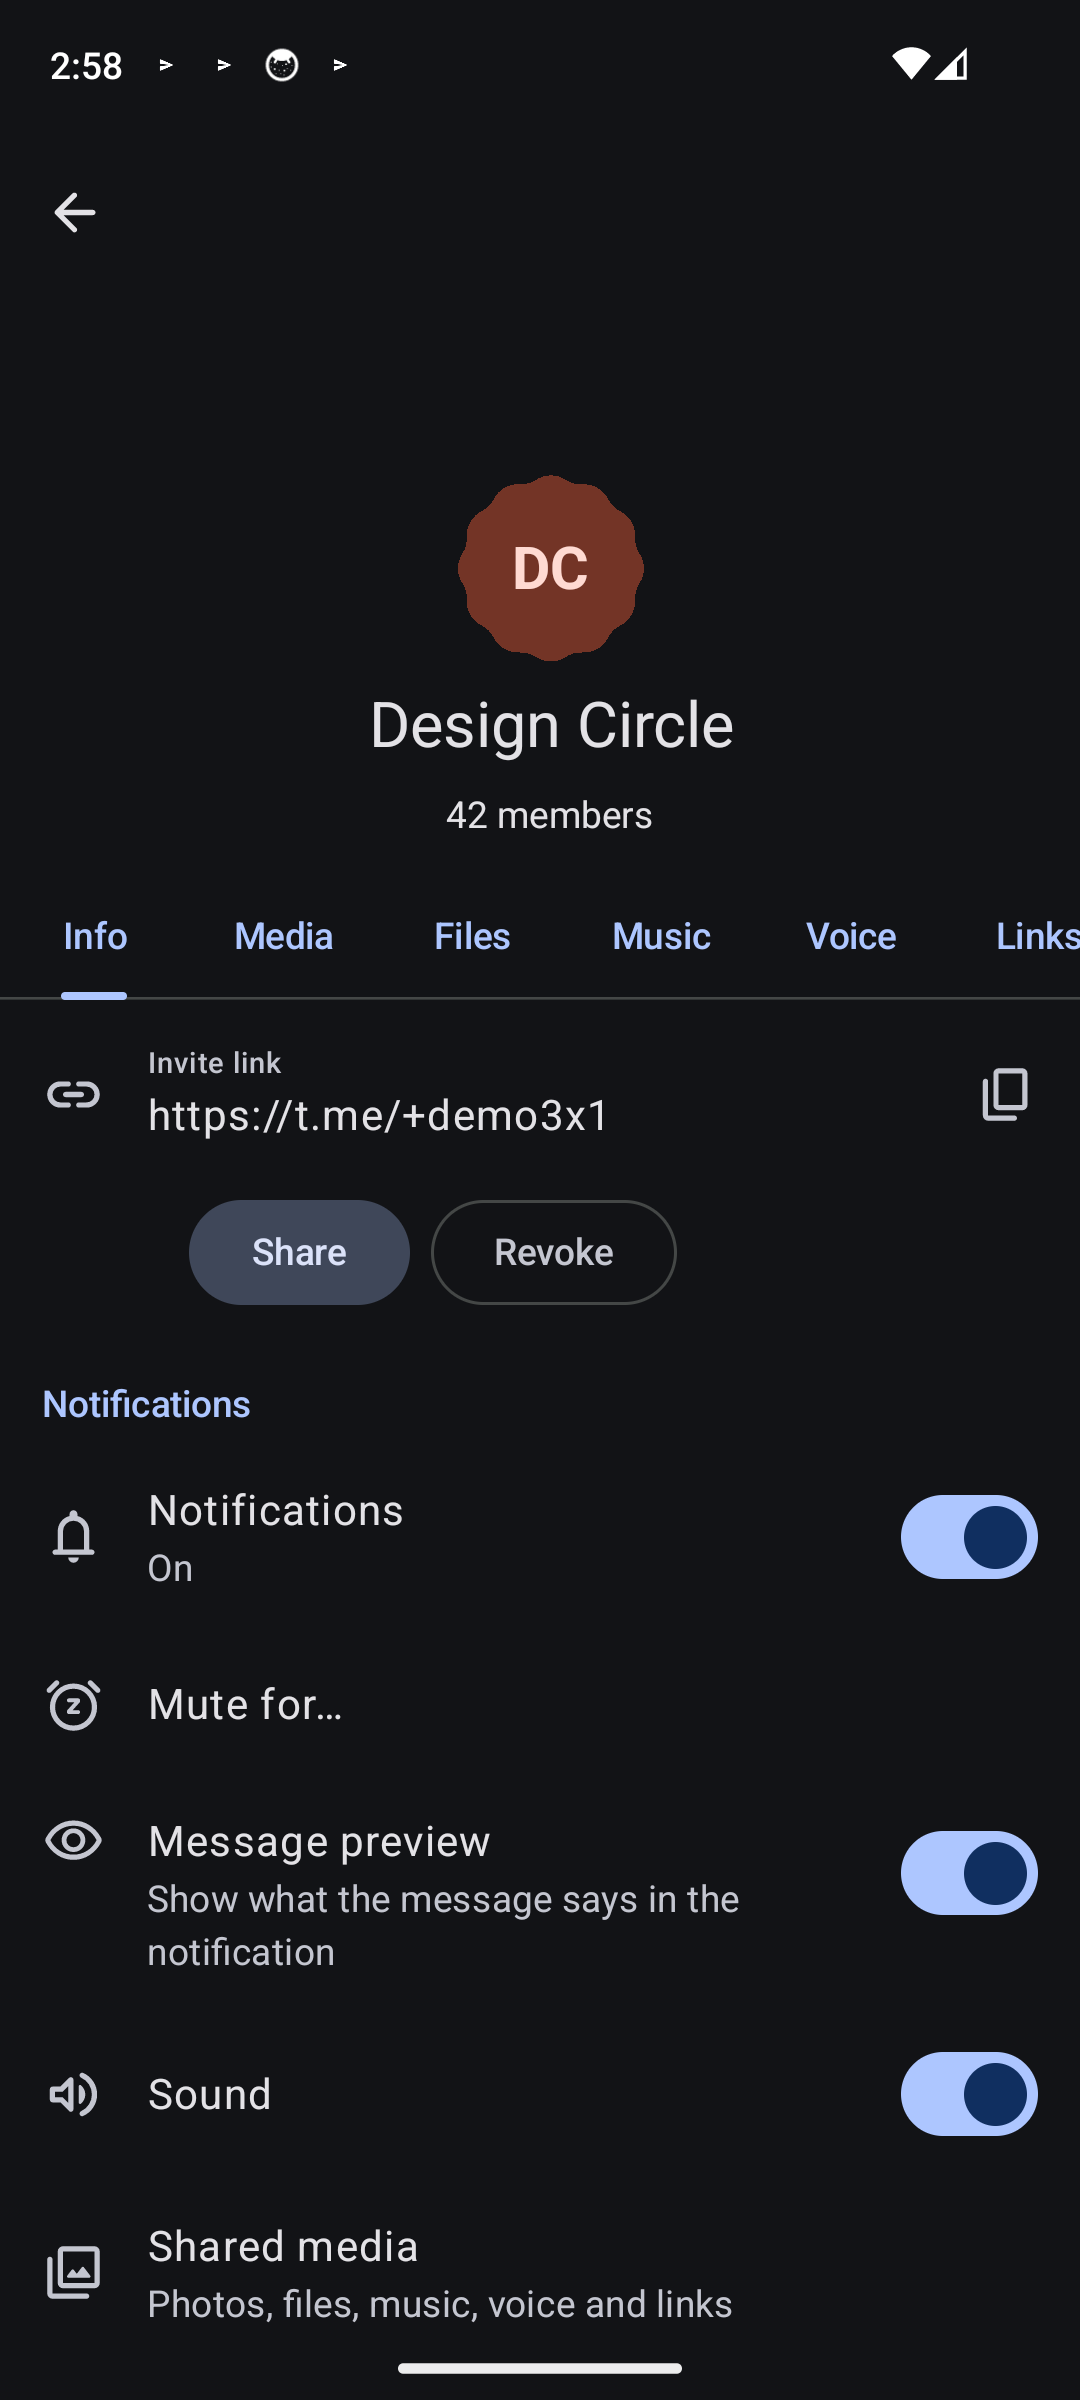 2:58
DC
Design Circle
42 members
Info Media Files Music Voice Links
Invite link
https://t.me/+demo3x1
Share Revoke
Notifications
Notifications
On
Mute for...
Message preview
Show what the message says in the
notification
Sound
Shared media
Photos, files, music, voice and links